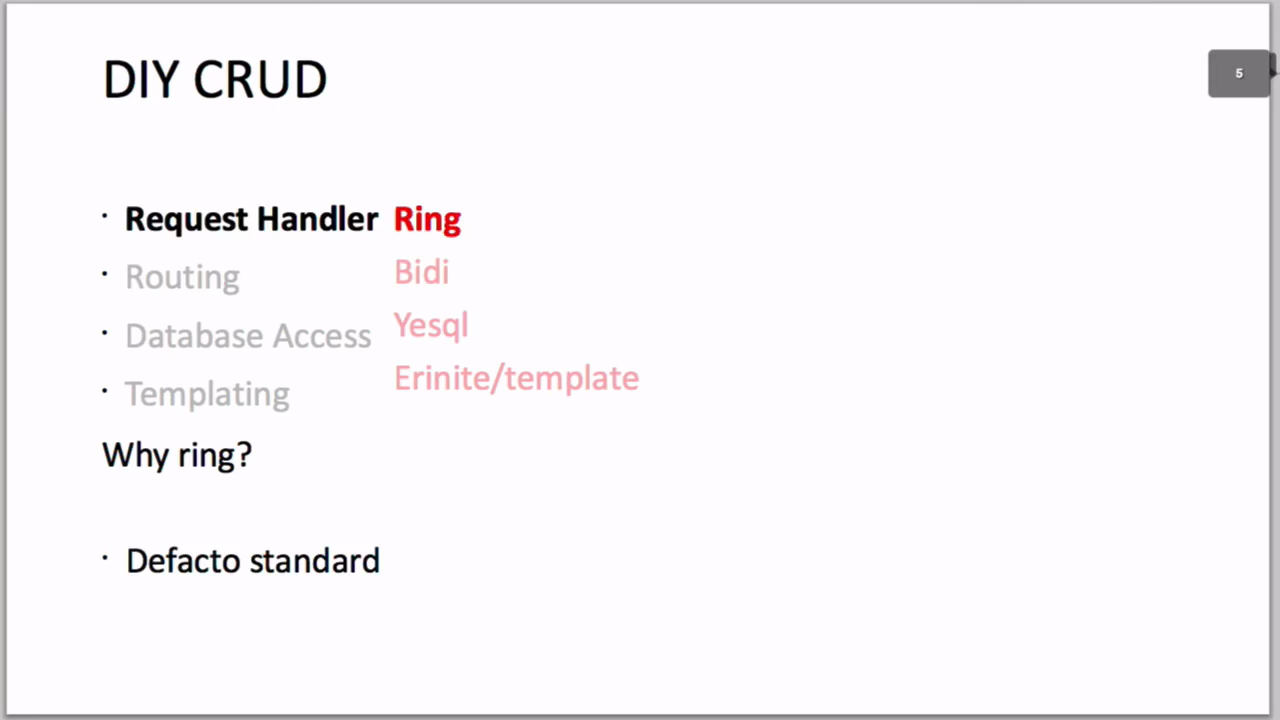 DIY CRUD
5
· Request Handler Ring
· Routing Bidi
· Database Access Yesql
· Templating Erinite/template
Why ring?
· Defacto standard